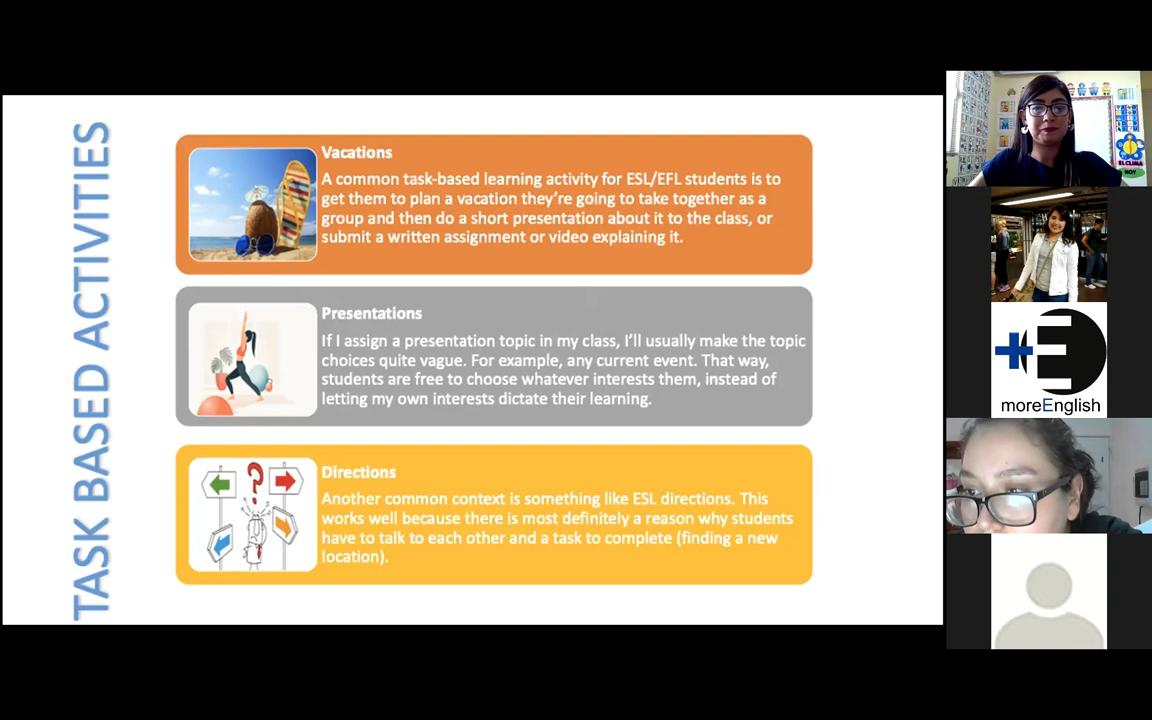 TASK BASED ACTIVITIES
Vacations
A common task-based learning activity for ESL/EFL students is to
get them to plan a vacation they’re going to take together as a
group and then do a short presentation about it to the class, or
submit a written assignment or video explaining it.
Presentations
If I assign a presentation topic in my class, I’ll usually make the topic
choices quite vague. For example, any current event. That way,
students are free to choose whatever interests them, instead of
letting my own interests dictate their learning.
Directions
Another common context is something like ESL directions. This
works well because there is most definitely a reason why students
have to talk to each other and a task to complete (finding a new
location).
EL CLIMA
HOY
+E
moreEnglish